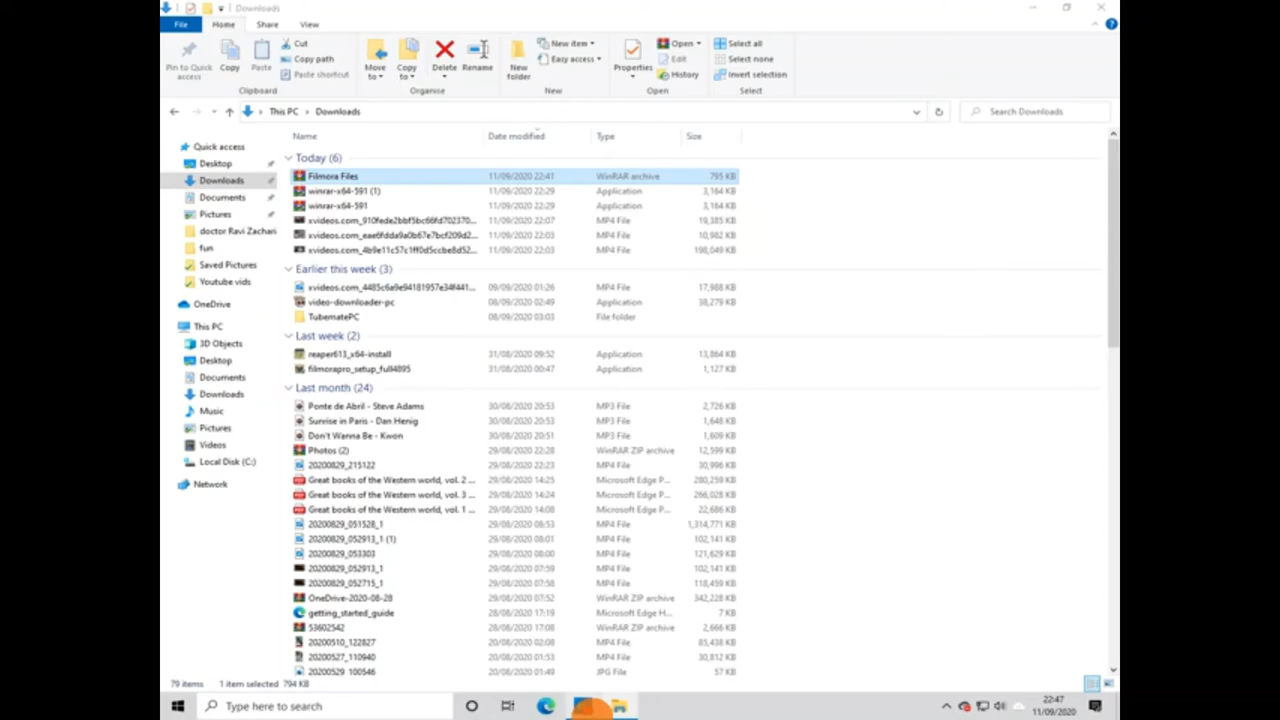 Downloads
File Home Share View
Pin to Quick access
Copy
Paste
Cut
Copy path
Paste shortcut
Clipboard
Move to
Copy to
Delete
Rename
Organise
New folder
New item
Easy access
New
Properties
Open
Edit
History
Open
Select all
Select none
Invert selection
Select
This PC > Downloads
Search Downloads
Name Date modified Type Size
Quick access
Desktop
Downloads
Documents
Pictures
doctor Ravi Zachari
fun
Saved Pictures
Youtube vids
OneDrive
This PC
3D Objects
Desktop
Documents
Downloads
Music
Pictures
Videos
Local Disk (C:)
Network
Today (6)
Filmora Files 11/09/2020 22:41 WinRAR archive 795 KB
winrar-x64-591 (1) 11/09/2020 22:29 Application 3,164 KB
winrar-x64-591 11/09/2020 22:29 Application 3,164 KB
xvideos.com_910fede2bbf5bc66fd702370... 11/09/2020 22:07 MP4 File 19,385 KB
xvideos.com_eae6fdda9a0b67e7bcf209d... 11/09/2020 22:03 MP4 File 10,982 KB
xvideos.com_4b9e11c57c1ff0d5ccbe8d52... 11/09/2020 22:03 MP4 File 198,049 KB
Earlier this week (3)
xvideos.com_4485c6a9e94181957e34f441... 09/09/2020 01:26 MP4 File 17,988 KB
video-downloader-pc 08/09/2020 02:49 Application 38,279 KB
TubematePC 08/09/2020 03:03 File folder
Last week (2)
reaper613_x64-install 31/08/2020 09:52 Application 13,864 KB
filmorapro_setup_full4895 31/08/2020 00:47 Application 1,127 KB
Last month (24)
Ponte de Abril - Steve Adams 30/08/2020 20:53 MP3 File 2,726 KB
Sunrise in Paris - Dan Henig 30/08/2020 20:53 MP3 File 1,648 KB
Don't Wanna Be - Kwon 30/08/2020 20:51 MP3 File 1,609 KB
Photos (2) 29/08/2020 22:28 WinRAR ZIP archive 12,599 KB
20200829_215122 29/08/2020 22:23 MP4 File 30,996 KB
Great books of the Western world, vol. 2 ... 29/08/2020 14:25 Microsoft Edge P... 280,259 KB
Great books of the Western world, vol. 3 ... 29/08/2020 14:24 Microsoft Edge P... 266,028 KB
Great books of the Western world, vol. 1 ... 29/08/2020 14:08 Microsoft Edge P... 22,686 KB
20200829_051528_1 29/08/2020 08:53 MP4 File 1,314,771 KB
20200829_052913_1 (1) 29/08/2020 08:01 MP4 File 102,141 KB
20200829_053303 29/08/2020 08:00 MP4 File 121,629 KB
20200829_052913_1 29/08/2020 07:59 MP4 File 102,141 KB
20200829_052715_1 29/08/2020 07:58 MP4 File 118,459 KB
OneDrive-2020-08-28 29/08/2020 07:52 WinRAR ZIP archive 342,228 KB
getting_started_guide 28/08/2020 17:19 Microsoft Edge H... 7 KB
53602542 28/08/2020 17:08 WinRAR ZIP archive 2,666 KB
20200510_122827 20/08/2020 02:08 MP4 File 85,438 KB
20200527_110940 20/08/2020 01:53 MP4 File 30,812 KB
20200529_100546 20/08/2020 01:49 JPG File 57 KB
79 items 1 item selected 794 KB
Type here to search
22:47
11/09/2020